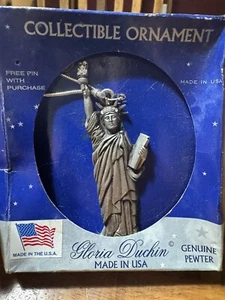 COLLECTIBLE ORNAMENT
FREE PIN
WITH
PURCHASE
MADE IN USA
MADE IN THE U.S.A.
Gloria Duchin©
MADE IN USA
GENUINE
PEWTER